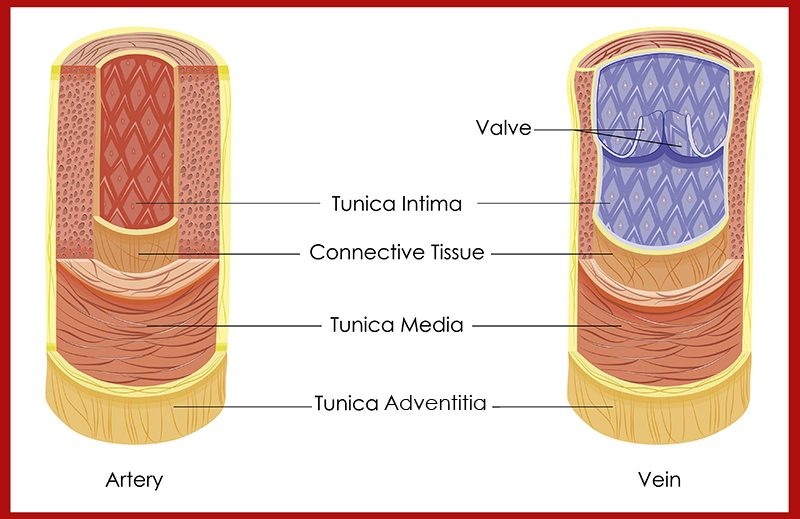 Valve
Tunica Intima
Connective Tissue
Tunica Media
Tunica Adventitia
Artery
Vein